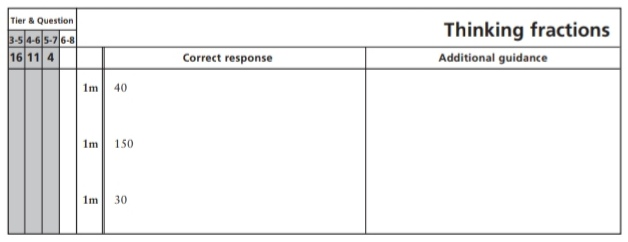 Tier & Question
Thinking fractions
3-5 4-6 5-7 6-8
16 11 4
Correct response
Additional guidance
1m 40
1m 150
1m 30